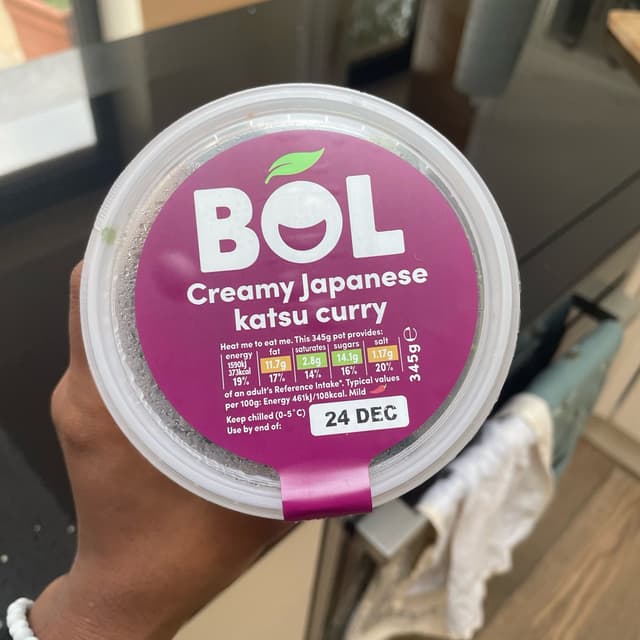 BOL
Creamy Japanese
katsu curry
Heat me to eat me. This 345g pot provides:
energy fat saturates sugars salt
1590kJ 11.7g 2.8g 14.1g 1.17g
373kcal
19% 17% 14% 16% 20%
of an adult's Reference Intake*. Typical values
per 100g: Energy 461kJ/108kcal. Mild
Keep chilled (0-5°C)
Use by end of:
24 DEC
345g℮